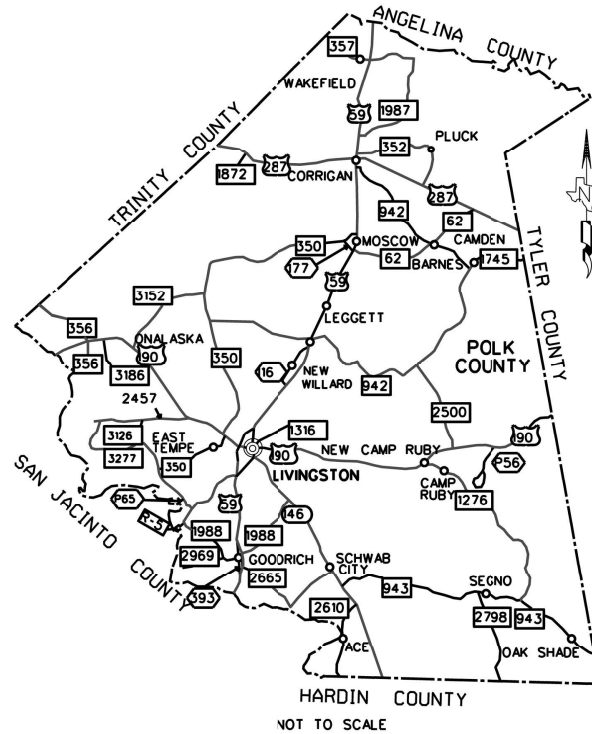 ANGELINA COUNTY
357
WAKEFIELD
59
1987
TRINITY COUNTY
352
PLUCK
287
CORRIGAN
1872
287
942
62
N
TYLER COUNTY
350
MOSCOW
CAMDEN
177
62
BARNES
1745
59
3152
LEGGETT
356
ONALASKA
190
350
POLK
COUNTY
356
3186
116
NEW
WILLARD
942
2457
2500
1316
3126
EAST
TEMPE
NEW CAMP RUBY
190
3277
190
350
LIVINGSTON
P56
CAMP
RUBY
SAN JACINTO COUNTY
P65
59
146
1276
R-5
1988
1988
2969
GOODRICH
SCHWAB
CITY
2665
943
SEGNO
393
2610
2798
943
ACE
OAK SHADE
HARDIN COUNTY
NOT TO SCALE